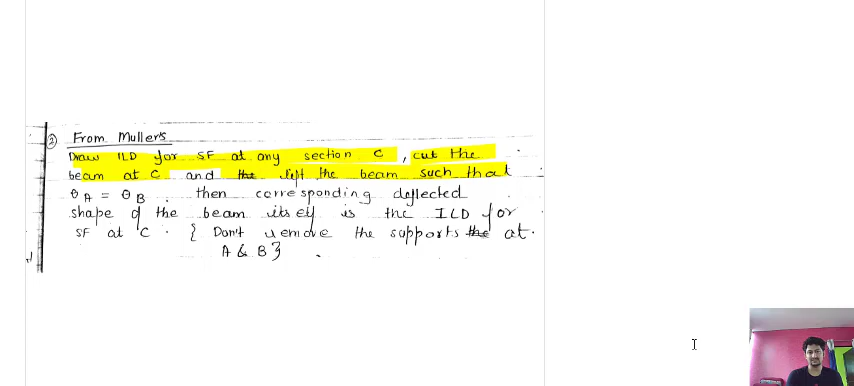 ② From Muller's
Draw ILD for SF at any section C, cut the
beam at C and the lift the beam such that
θA = θB. then corresponding deflected
shape of the beam itself is the ILD for
SF at C. { Don't remove the supports the at.
A & B}